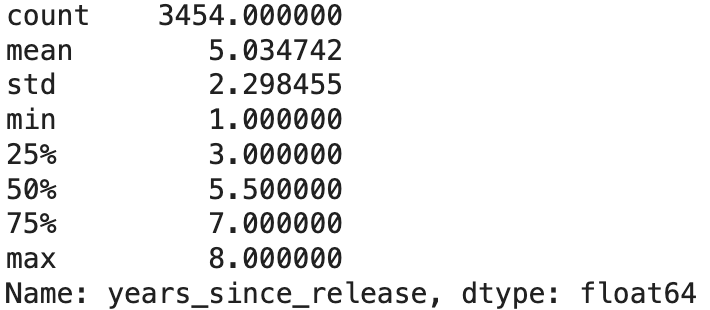 count    3454.000000
mean        5.034742
std         2.298455
min         1.000000
25%         3.000000
50%         5.500000
75%         7.000000
max         8.000000
Name: years_since_release, dtype: float64